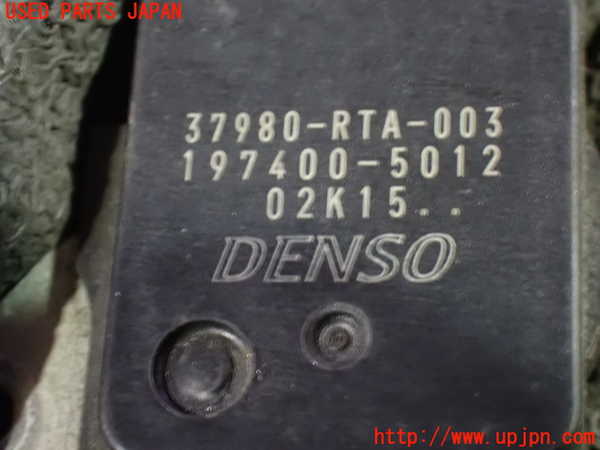 USED PARTS JAPAN
37980-RTA-003
197400-5012
02K15..
DENSO
http://www.upjpn.com/